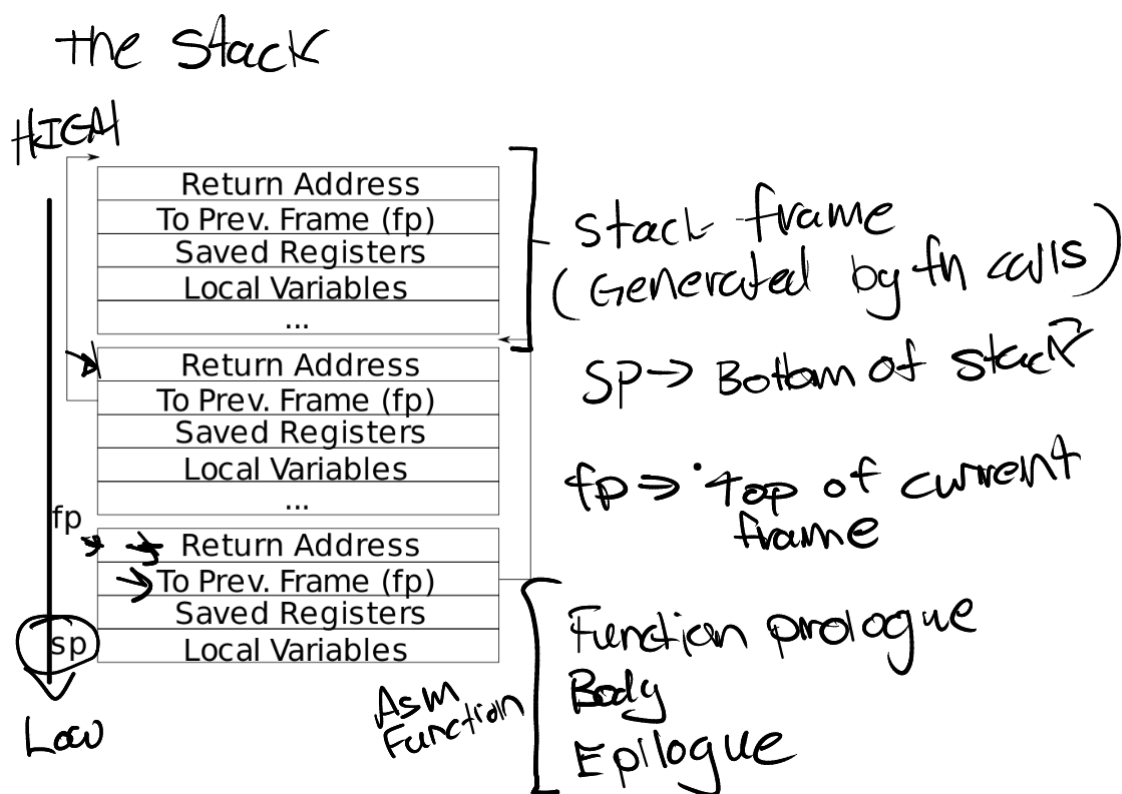 The Stack
HIGH
Return Address
To Prev. Frame (fp)
Saved Registers
Local Variables
...
Stack frame
(Generated by fn calls)
Return Address
To Prev. Frame (fp)
Saved Registers
Local Variables
...
SP → Bottom of stack
fp ⇒ Top of current
frame
fp
Return Address
To Prev. Frame (fp)
Saved Registers
sp
Local Variables
Low
Asm
Function
Function prologue
Body
Epilogue